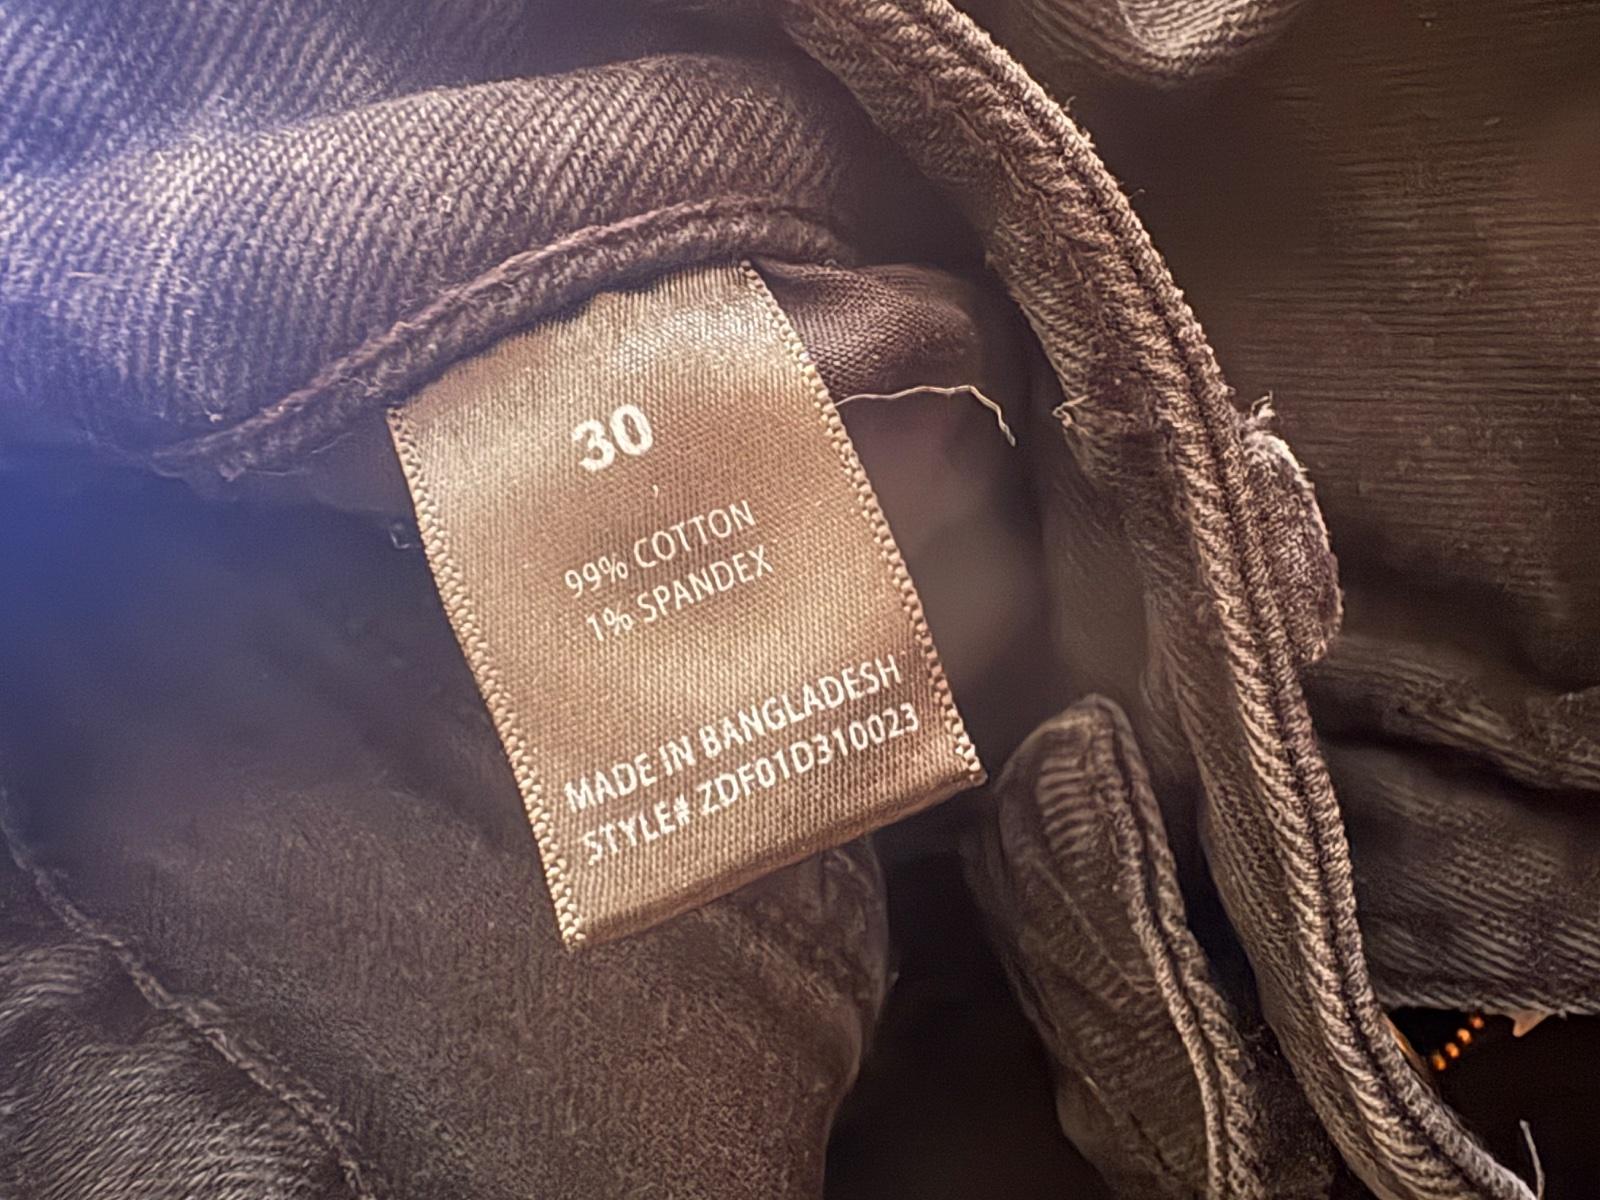 30
99% COTTON
1% SPANDEX
MADE IN BANGLADESH
STYLE# ZDF01D310023